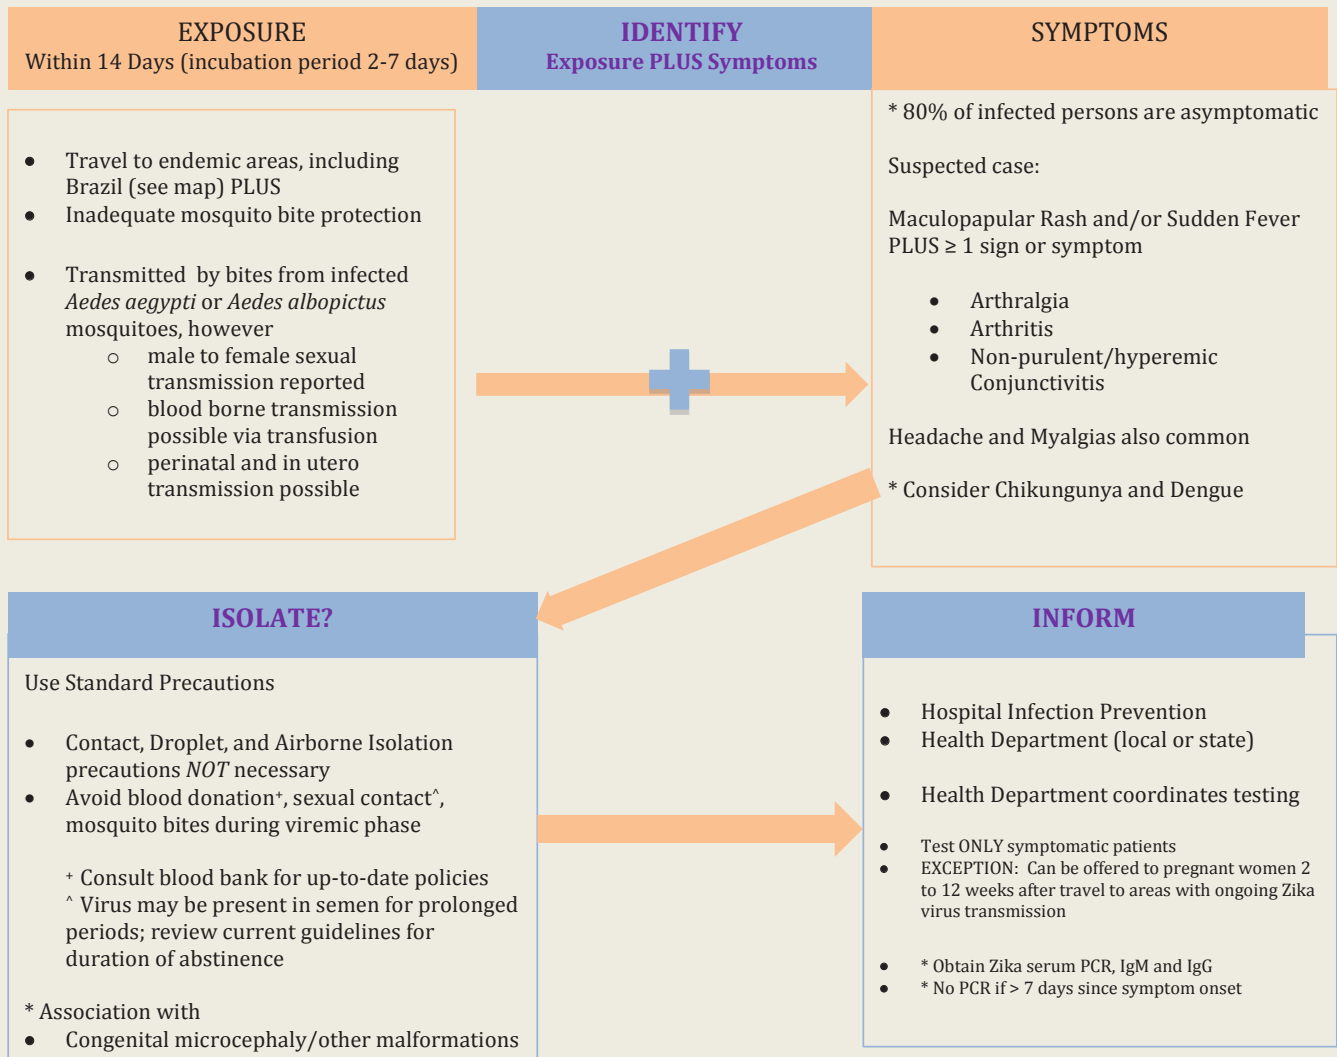 EXPOSURE
Within 14 Days (incubation period 2-7 days)
IDENTIFY
Exposure PLUS Symptoms
SYMPTOMS
● Travel to endemic areas, including
Brazil (see map) PLUS
● Inadequate mosquito bite protection
● Transmitted by bites from infected
Aedes aegypti or Aedes albopictus
mosquitoes, however
o male to female sexual
transmission reported
o blood borne transmission
possible via transfusion
o perinatal and in utero
transmission possible
* 80% of infected persons are asymptomatic
Suspected case:
Maculopapular Rash and/or Sudden Fever
PLUS ≥ 1 sign or symptom
● Arthralgia
● Arthritis
● Non-purulent/hyperemic
Conjunctivitis
Headache and Myalgias also common
* Consider Chikungunya and Dengue
ISOLATE?
Use Standard Precautions
● Contact, Droplet, and Airborne Isolation
precautions NOT necessary
● Avoid blood donation⁺, sexual contact^,
mosquito bites during viremic phase
⁺ Consult blood bank for up-to-date policies
^ Virus may be present in semen for prolonged
periods; review current guidelines for
duration of abstinence
* Association with
● Congenital microcephaly/other malformations
INFORM
● Hospital Infection Prevention
● Health Department (local or state)
● Health Department coordinates testing
● Test ONLY symptomatic patients
● EXCEPTION: Can be offered to pregnant women 2
to 12 weeks after travel to areas with ongoing Zika
virus transmission
● * Obtain Zika serum PCR, IgM and IgG
● * No PCR if > 7 days since symptom onset